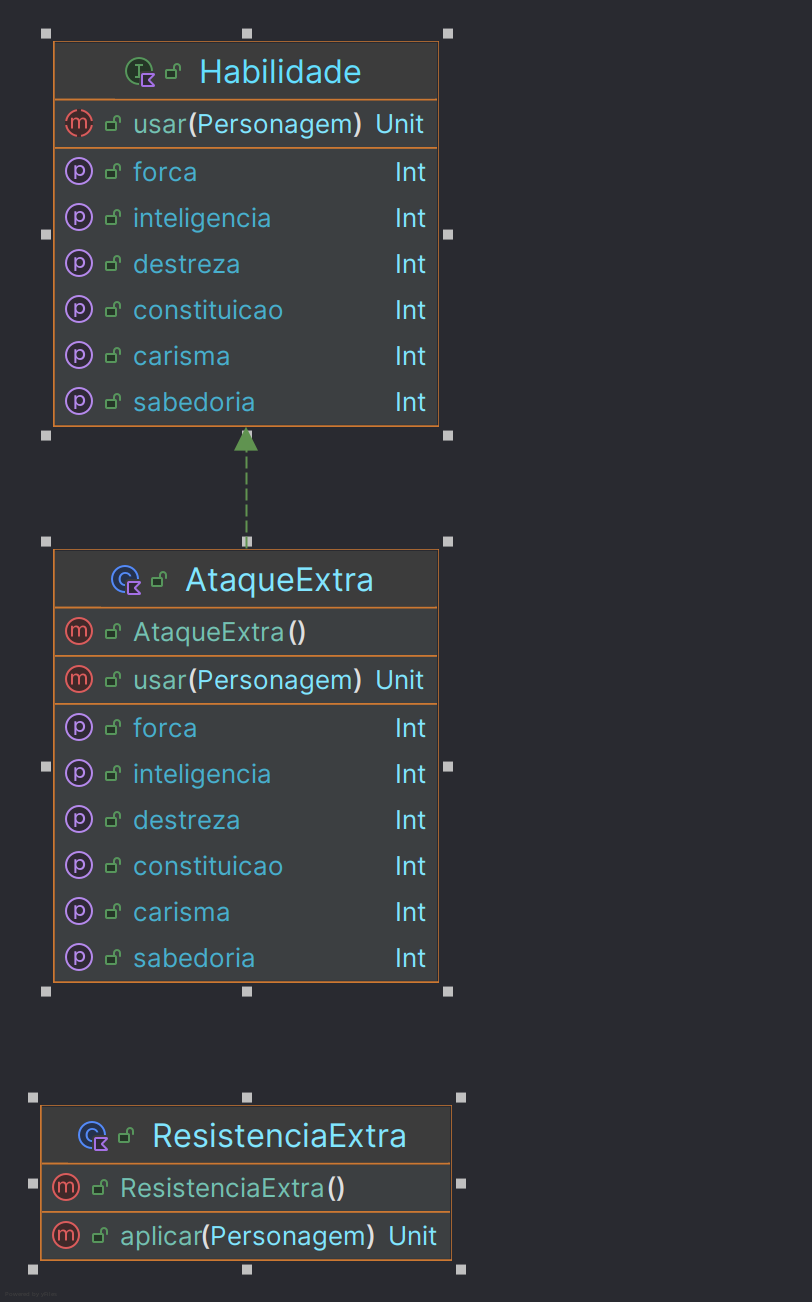 Habilidade
usar(Personagem) Unit
forca Int
inteligencia Int
destreza Int
constituicao Int
carisma Int
sabedoria Int
AtaqueExtra
AtaqueExtra()
usar(Personagem) Unit
forca Int
inteligencia Int
destreza Int
constituicao Int
carisma Int
sabedoria Int
ResistenciaExtra
ResistenciaExtra()
aplicar(Personagem) Unit